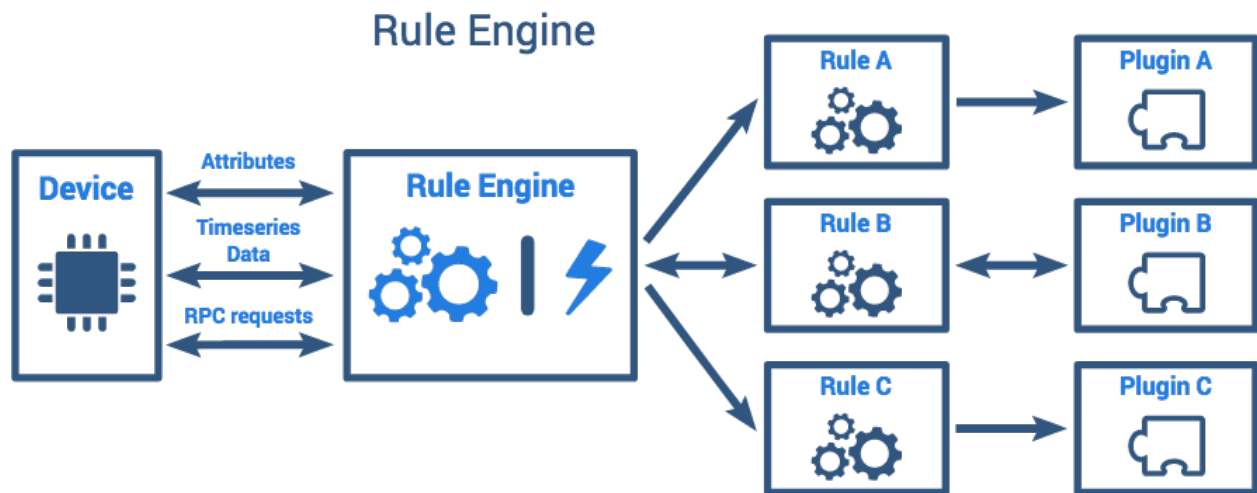 Rule Engine
Device
Attributes
Timeseries
Data
RPC requests
Rule Engine
Rule A
Plugin A
Rule B
Plugin B
Rule C
Plugin C